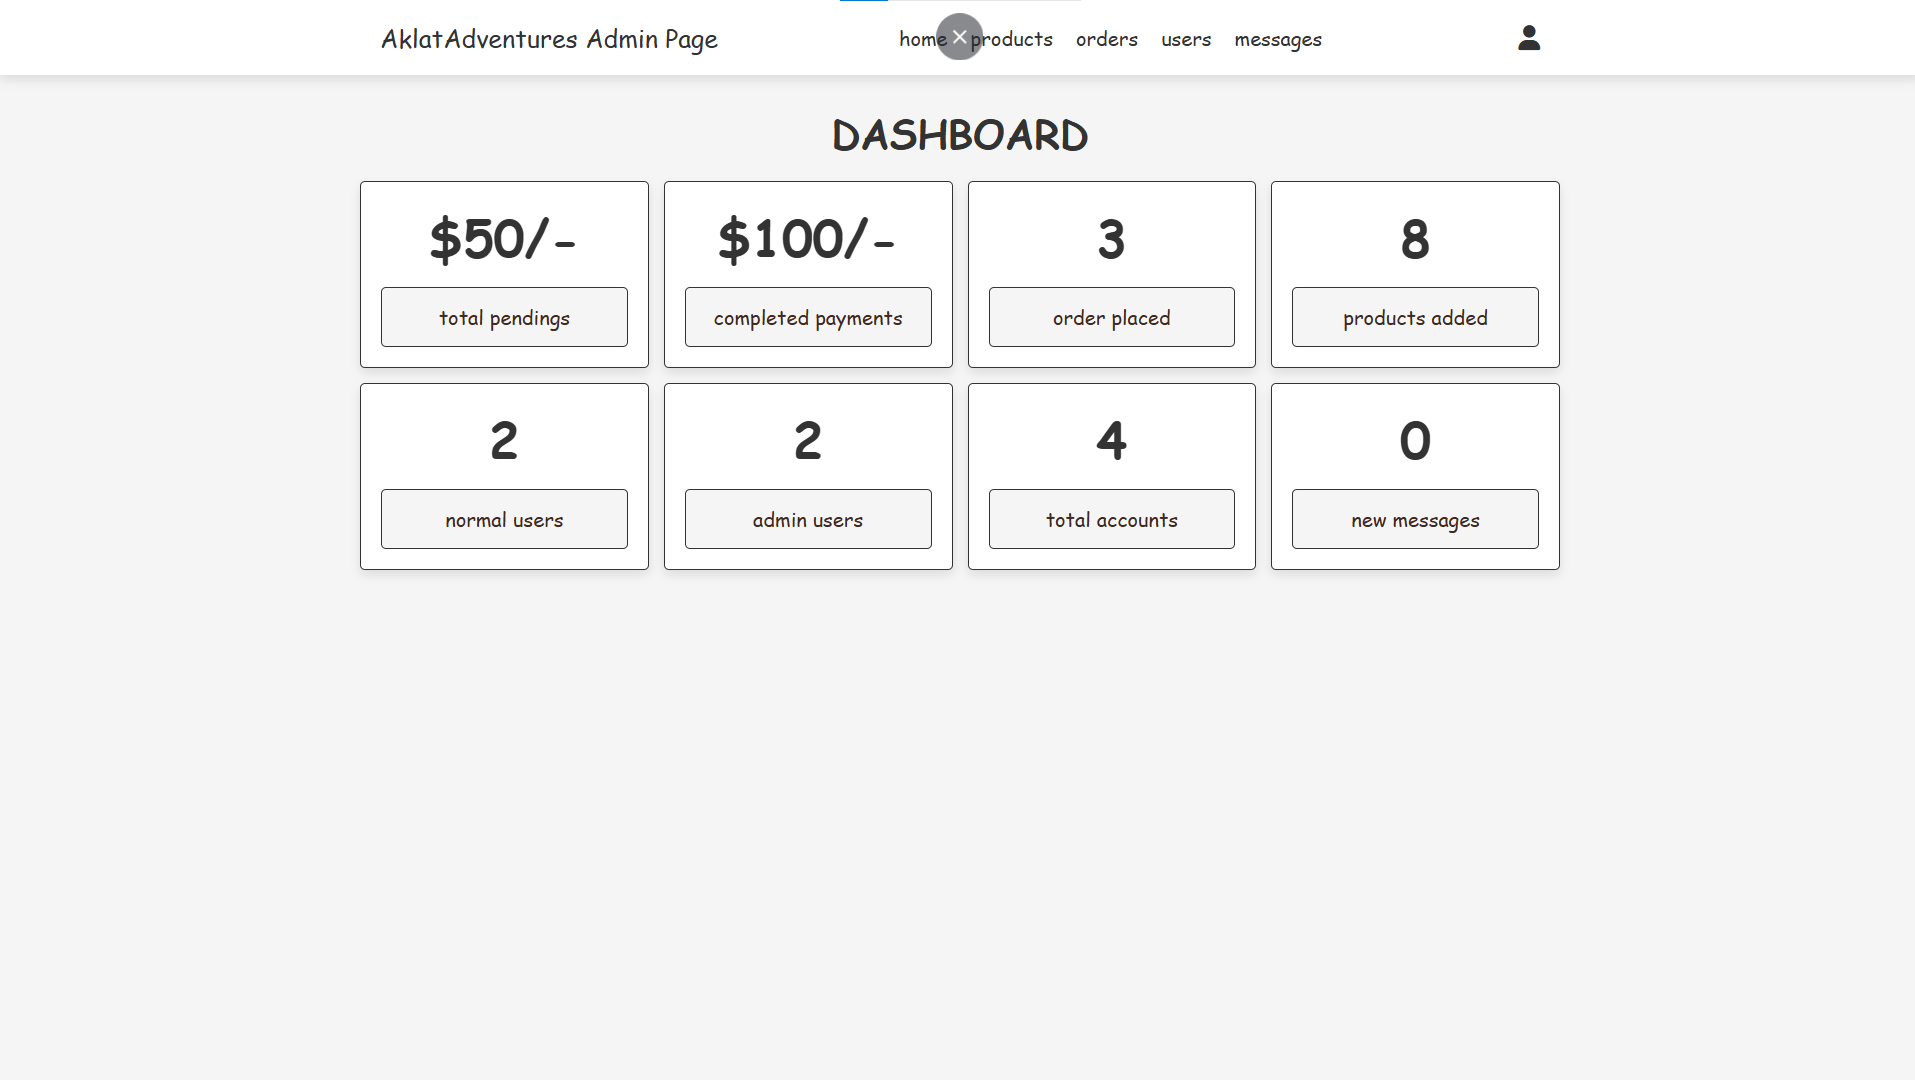 AklatAdventures Admin Page
home products orders users messages
DASHBOARD
$50/- $100/- 3 8
total pendings completed payments order placed products added
2 2 4 0
normal users admin users total accounts new messages